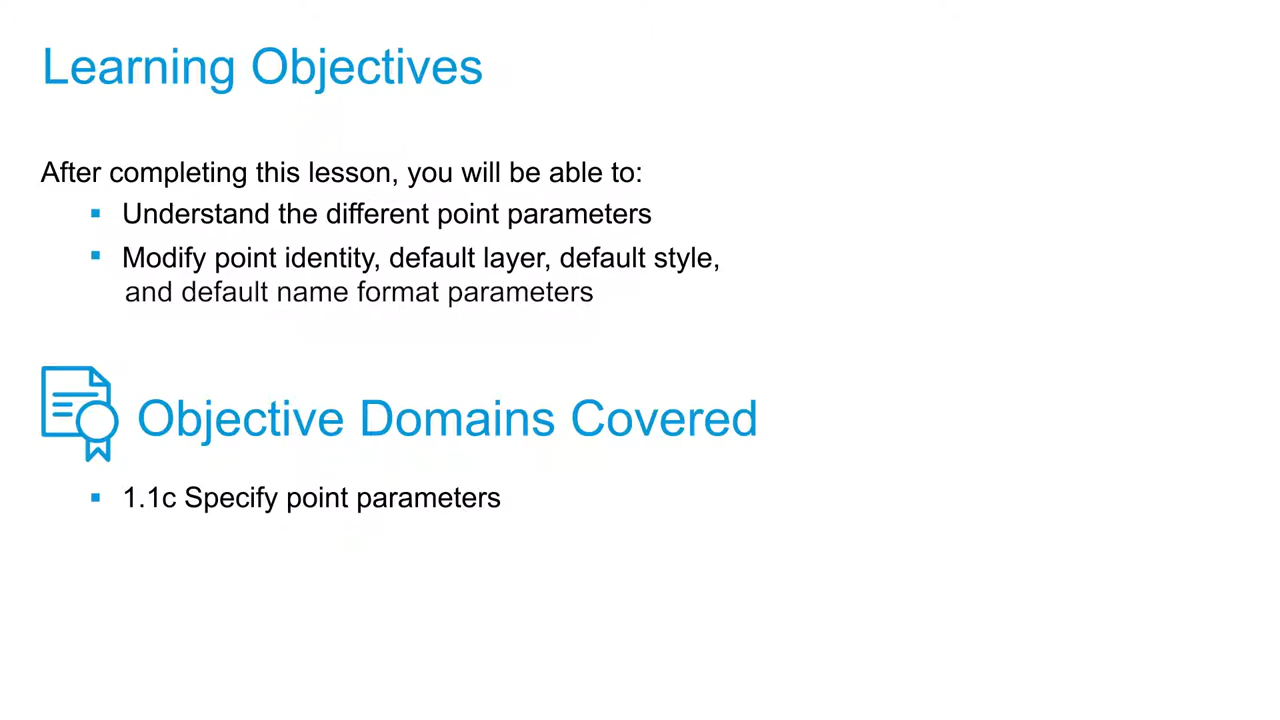 Learning Objectives
After completing this lesson, you will be able to:
▪ Understand the different point parameters
▪ Modify point identity, default layer, default style,
and default name format parameters
Objective Domains Covered
▪ 1.1c Specify point parameters